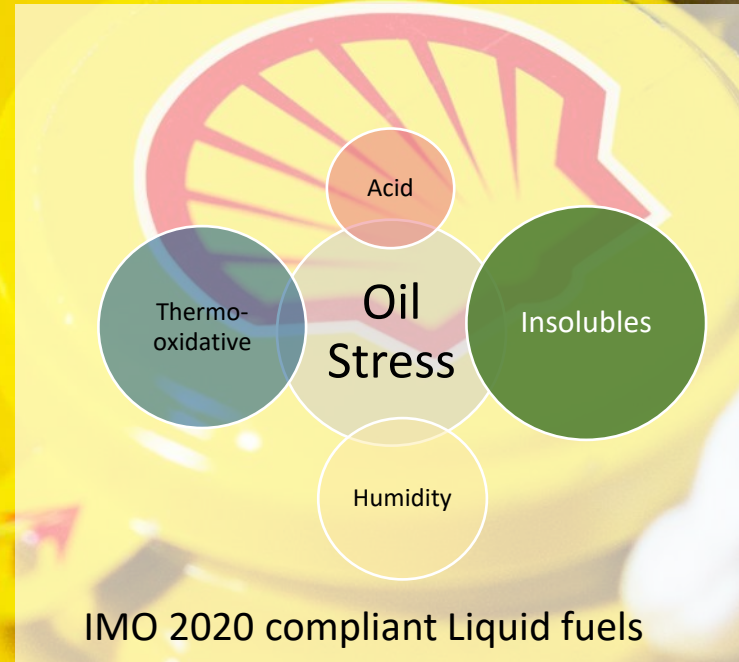 Acid
Thermo-
oxidative
Oil
Stress
Insolubles
Humidity
IMO 2020 compliant Liquid fuels